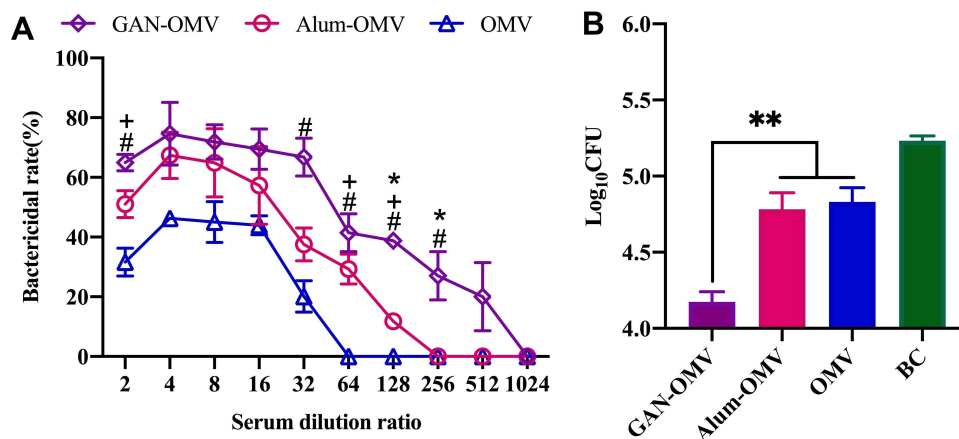 A
GAN-OMV
Alum-OMV
OMV
Bactericidal rate(%)
100
80
60
40
20
0
+
#
#
+
#
*
+
#
*
#
2 4 8 16 32 64 128 256 512 1024
Serum dilution ratio
B
Log10CFU
6.0
5.5
5.0
4.5
4.0
**
GAN-OMV
Alum-OMV
OMV
BC